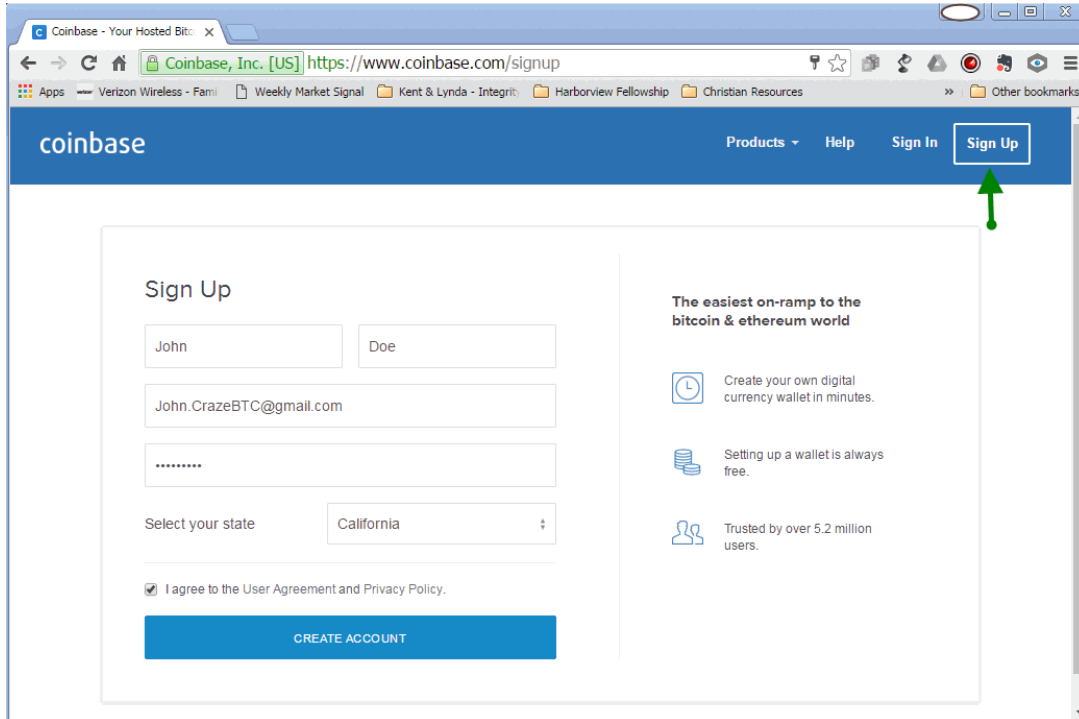 Coinbase - Your Hosted Bitc
Coinbase, Inc. [US] https://www.coinbase.com/signup
Apps Verizon Wireless - Fami Weekly Market Signal Kent & Lynda - Integrit Harborview Fellowship Christian Resources » Other bookmarks
coinbase Products Help Sign In Sign Up
Sign Up
John Doe
John.CrazeBTC@gmail.com
•••••••••
Select your state California
I agree to the User Agreement and Privacy Policy.
CREATE ACCOUNT
The easiest on-ramp to the
bitcoin & ethereum world
Create your own digital
currency wallet in minutes.
Setting up a wallet is always
free.
Trusted by over 5.2 million
users.